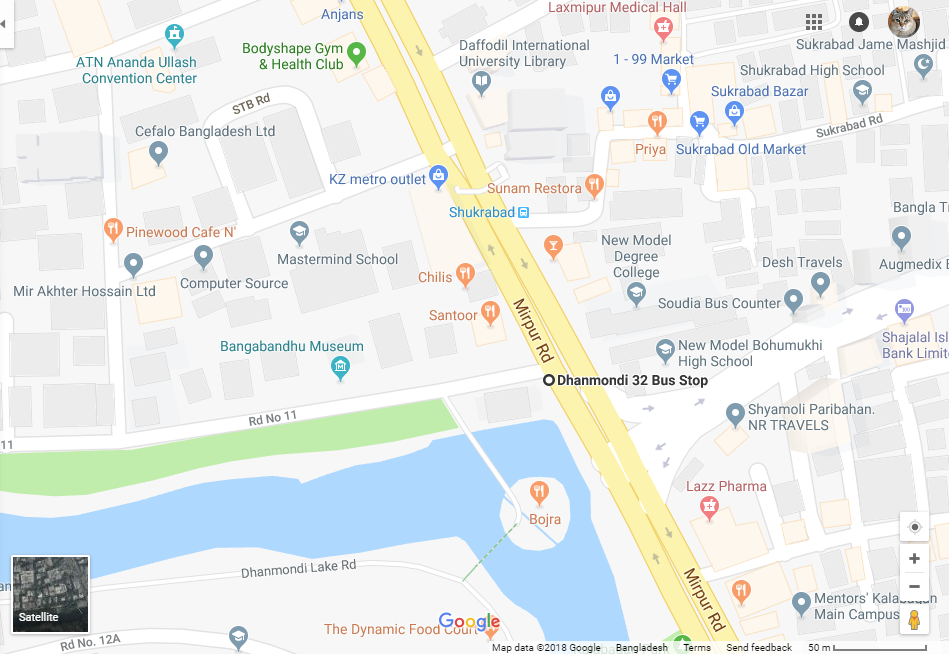 Anjans
Laxmipur Medical Hall
ATN Ananda Ullash
Convention Center
Bodyshape Gym
& Health Club
Daffodil International
University Library
1 - 99 Market
Sukrabad Jame Mashjid
Shukrabad High School
Sukrabad Bazar
STB Rd
Cefalo Bangladesh Ltd
Priya
Sukrabad Old Market
Sukrabad Rd
KZ metro outlet
Sunam Restora
Shukrabad
Pinewood Cafe N'
Mastermind School
New Model
Degree
College
Bangla
Augmedix
Desh Travels
Mir Akhter Hossain Ltd
Computer Source
Chilis
Soudia Bus Counter
Santoor
Mirpur Rd
Shajalal
Bank
Bangabandhu Museum
New Model Bohumukhi
High School
Dhanmondi 32 Bus Stop
Rd No 11
11
Shyamoli Paribahan.
NR TRAVELS
Lazz Pharma
Bojra
Dhanmondi Lake Rd
Mirpur Rd
Mentors'
Main Campus
Satellite
Rd No. 12A
The Dynamic Food Court
Google
Map data ©2018 Google Bangladesh Terms Send feedback 50 m